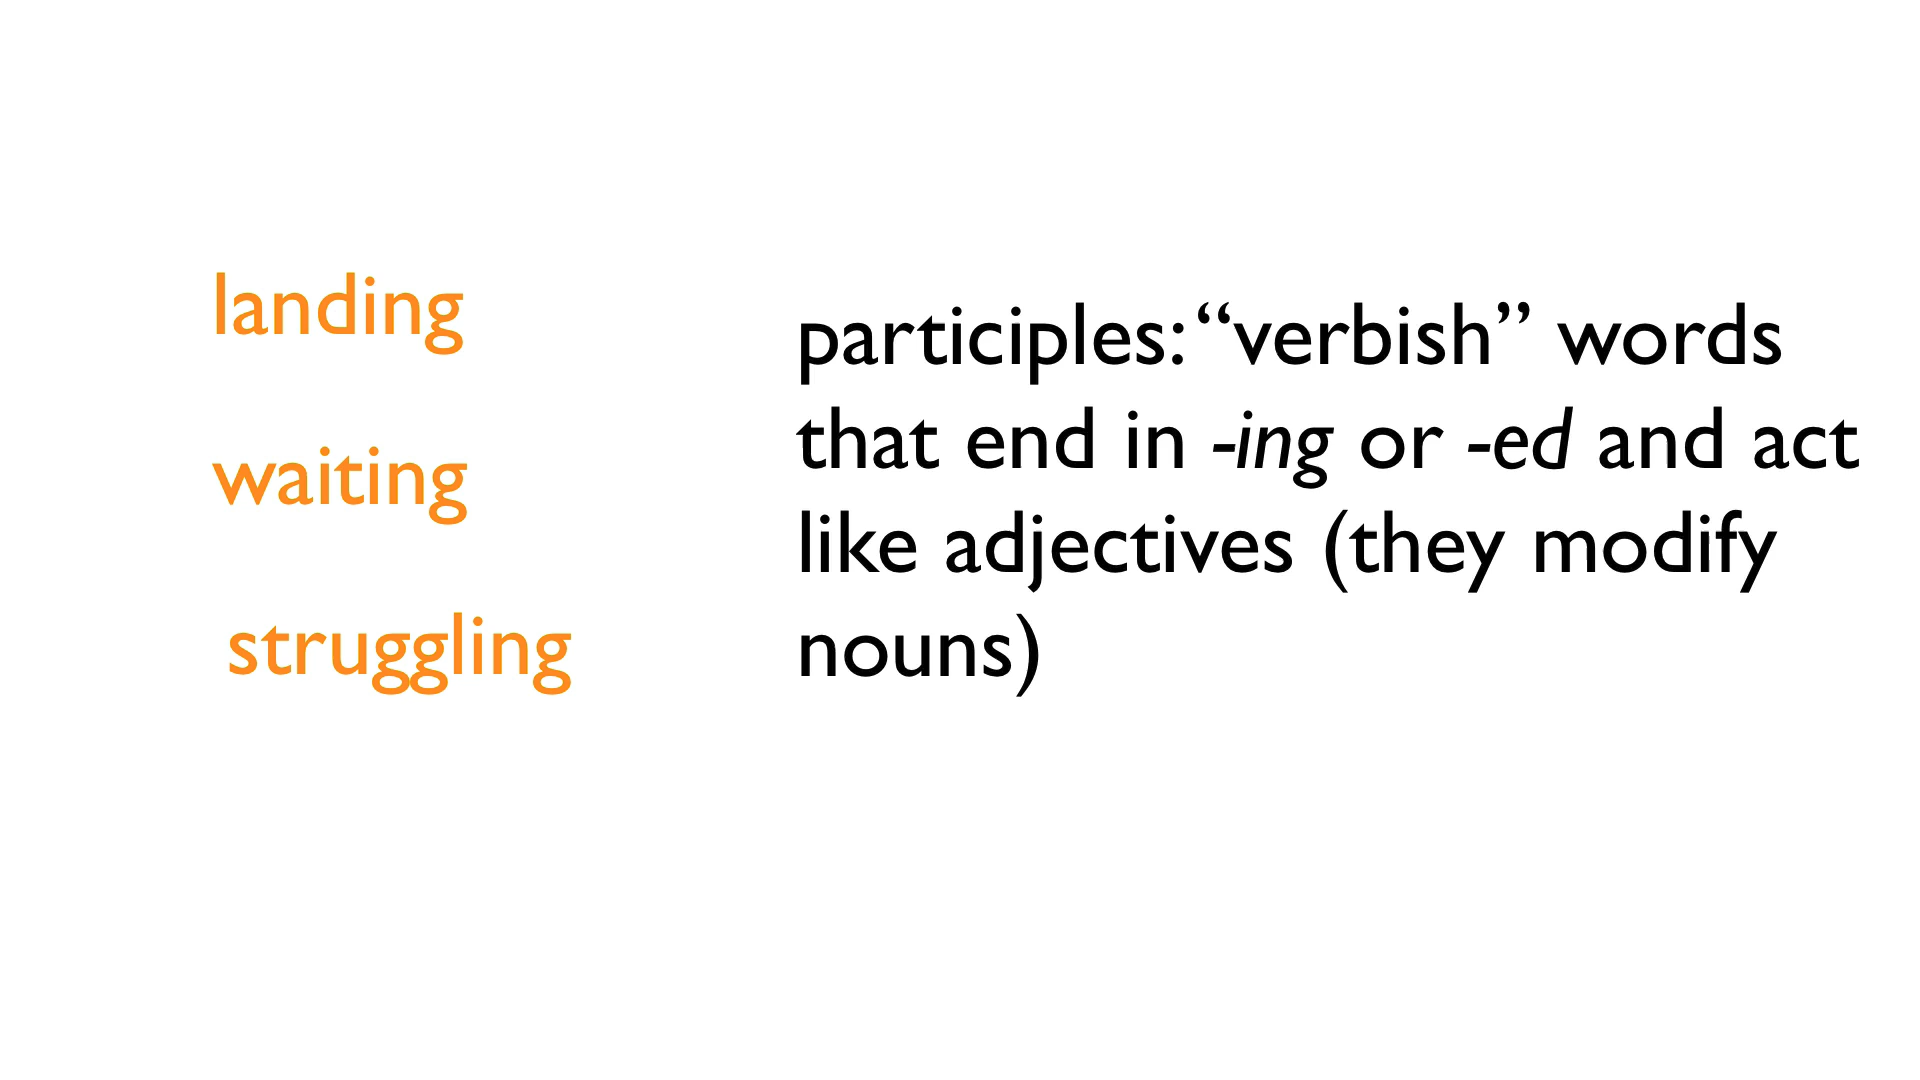 landing
waiting
struggling
participles: “verbish” words
that end in -ing or -ed and act
like adjectives (they modify
nouns)